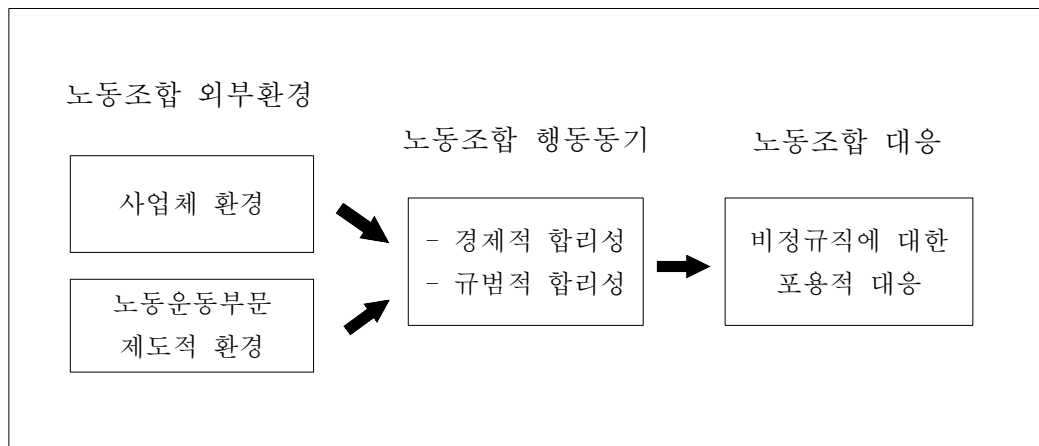 노동조합 외부환경
사업체 환경
노동운동부문
제도적 환경
노동조합 행동동기
- 경제적 합리성
- 규범적 합리성
노동조합 대응
비정규직에 대한
포용적 대응